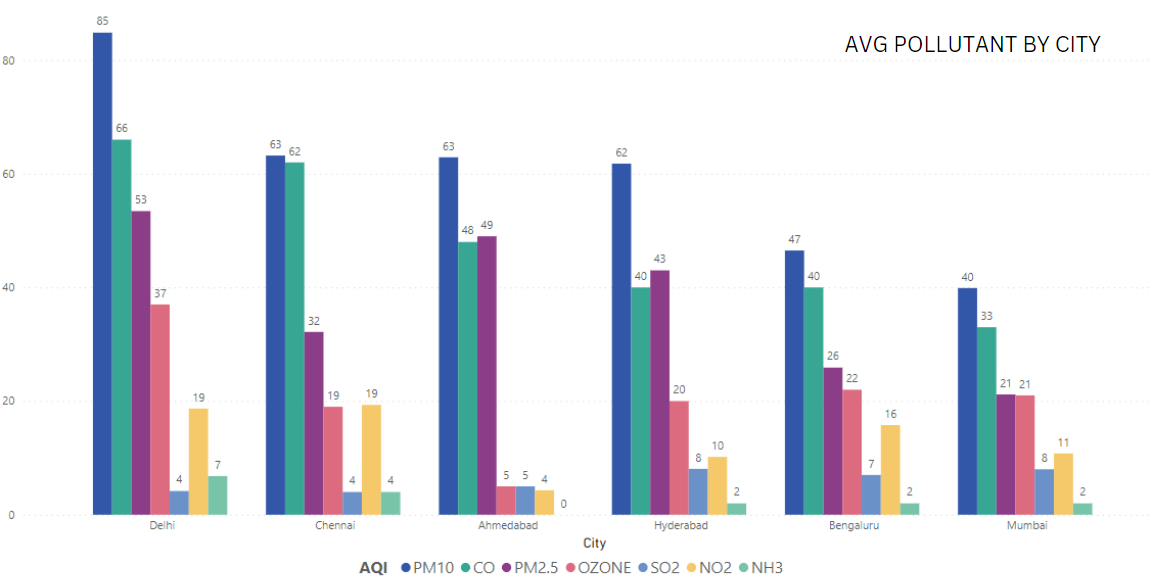 AVG POLLUTANT BY CITY
80
60
40
20
0
85 66 53 37 4 19 7
63 62 32 19 4 19 4
63 48 49 5 5 4 0
62 40 43 20 8 10 2
47 40 26 22 7 16 2
40 33 21 21 8 11 2
Delhi Chennai Ahmedabad Hyderabad Bengaluru Mumbai
City
AQI PM10 CO PM2.5 OZONE SO2 NO2 NH3